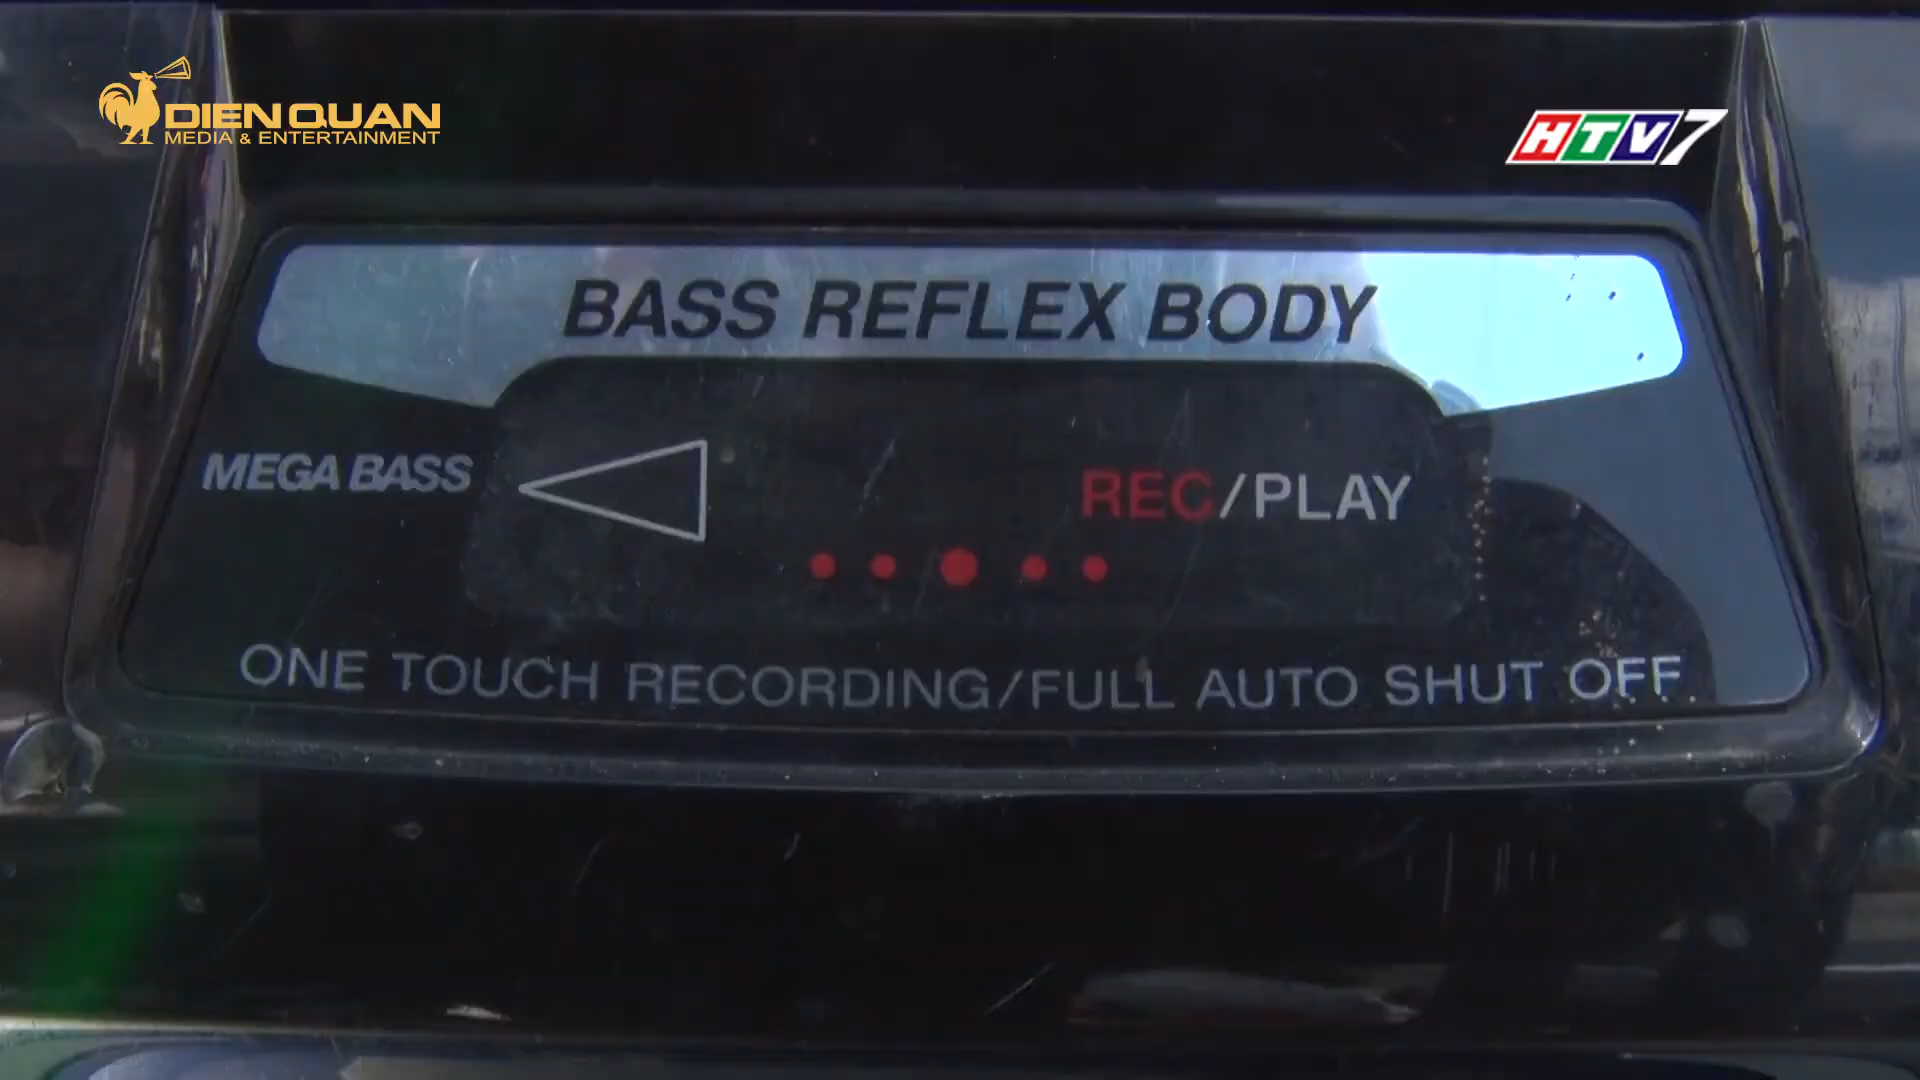 DIEN QUAN
MEDIA & ENTERTAINMENT
HTV7
BASS REFLEX BODY
MEGA BASS
REC/PLAY
ONE TOUCH RECORDING/FULL AUTO SHUT OFF